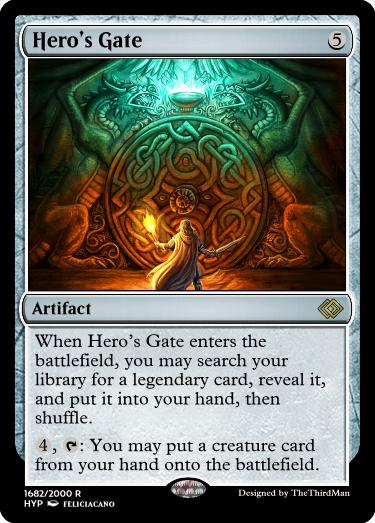 Hero's Gate 5
Artifact
When Hero's Gate enters the
battlefield, you may search your
library for a legendary card, reveal it,
and put it into your hand, then
shuffle.
4 , : You may put a creature card
from your hand onto the battlefield.
1682/2000 R
HYP FELICIACANO
Designed by TheThirdMan